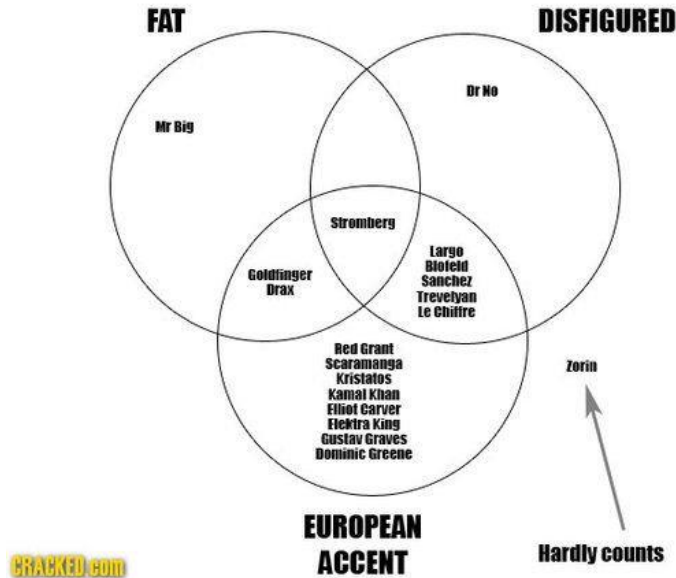 FAT
DISFIGURED
Dr No
Mr Big
Stromberg
Goldfinger
Drax
Largo
Blofeld
Sanchez
Trevelyan
Le Chiffre
Red Grant
Scaramanga
Kristatos
Kamal Khan
Elliot Carver
Elektra King
Gustav Graves
Dominic Greene
Zorin
EUROPEAN
ACCENT
Hardly counts
CRACKED.COM